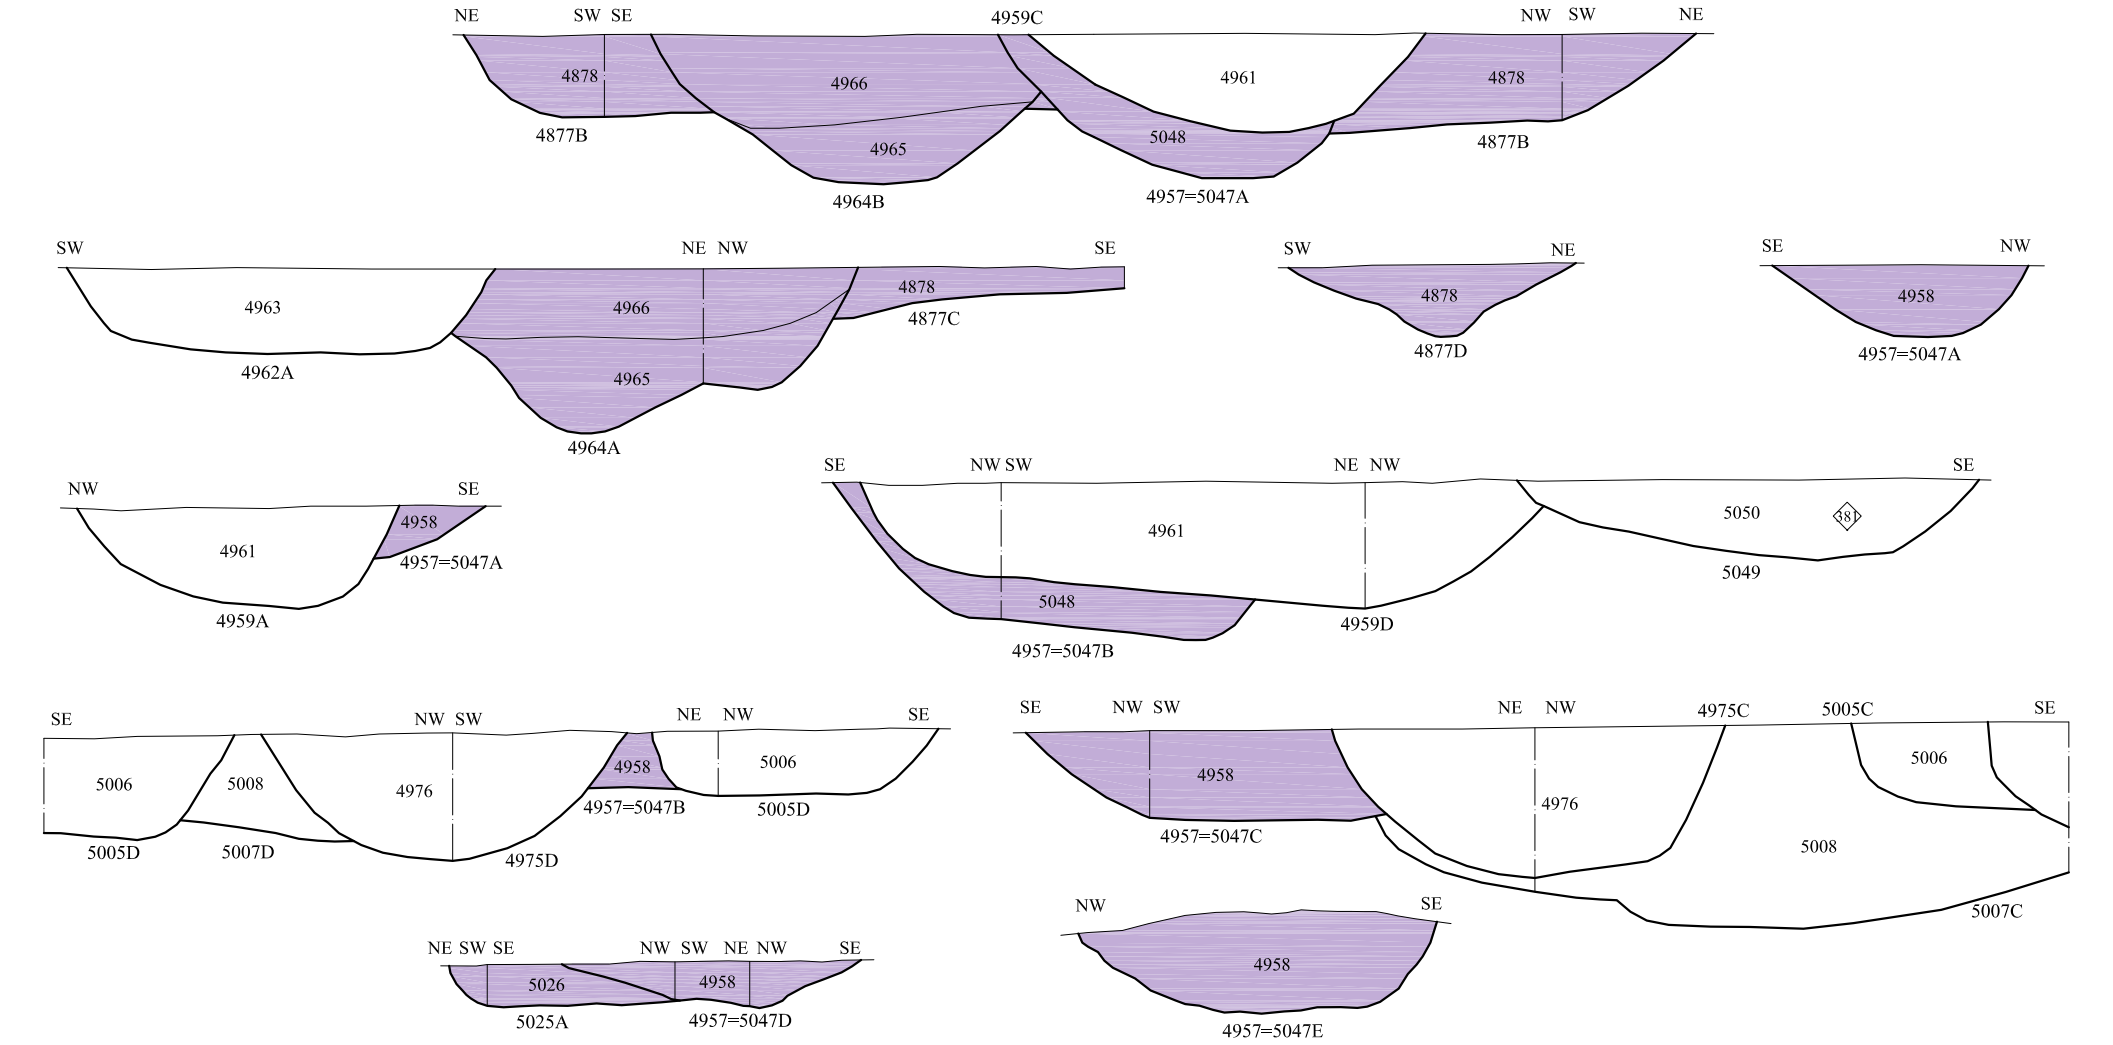 NE SW SE 4959C NW SW NE
4878 4966 4961 4878
4877B 4965 5048 4877B
4964B 4957=5047A
SW NE NW SE
4963 4966 4878
4962A 4965 4877C
4964A
SW NE
4878
4877D
SE NW
4958
4957=5047A
NW SE
4958
4961
4957=5047A
4959A
SE NW SW NE NW SE
4961 5050 381
5048 5049
4957=5047B 4959D
SE NW SW NE NW SE
5006 5008 4976 4958 5006
4957=5047B 5005D
5005D 5007D 4975D
SE NW SW NE NW 4975C 5005C SE
4958 4976 5006
4957=5047C 5008
5007C
NE SW SE NW SW NE NW SE
5026 4958
5025A 4957=5047D
NW SE
4958
4957=5047E